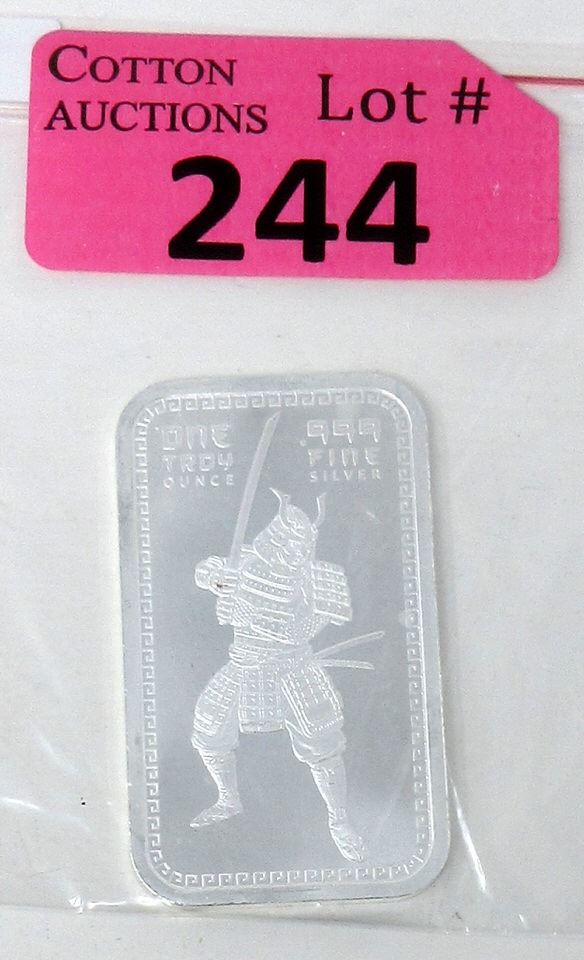 COTTON
AUCTIONS
Lot #
244
ONE
TROY
OUNCE
.999
FINE
SILVER